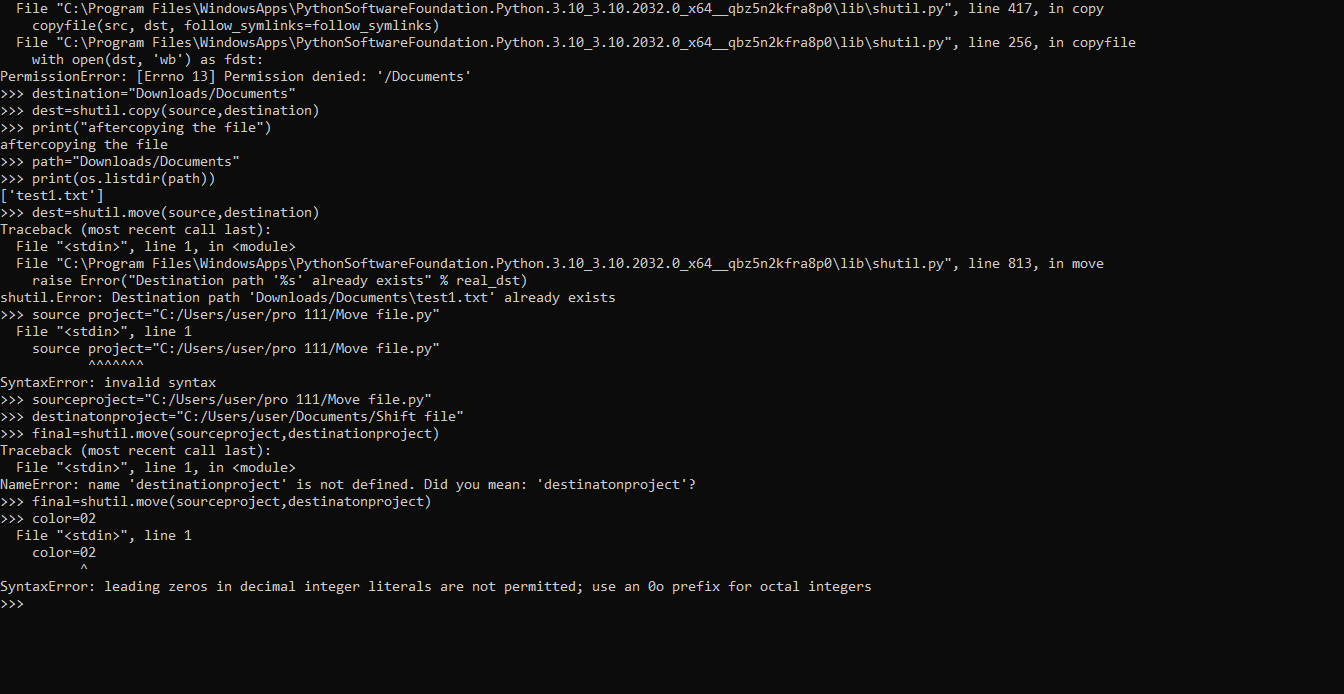 File "C:\Program Files\WindowsApps\PythonSoftwareFoundation.Python.3.10_3.10.2032.0_x64__qbz5n2kfra8p0\lib\shutil.py", line 417, in copy
    copyfile(src, dst, follow_symlinks=follow_symlinks)
  File "C:\Program Files\WindowsApps\PythonSoftwareFoundation.Python.3.10_3.10.2032.0_x64__qbz5n2kfra8p0\lib\shutil.py", line 256, in copyfile
    with open(dst, 'wb') as fdst:
PermissionError: [Errno 13] Permission denied: '/Documents'
>>> destination="Downloads/Documents"
>>> dest=shutil.copy(source,destination)
>>> print("aftercopying the file")
aftercopying the file
>>> path="Downloads/Documents"
>>> print(os.listdir(path))
['test1.txt']
>>> dest=shutil.move(source,destination)
Traceback (most recent call last):
  File "<stdin>", line 1, in <module>
  File "C:\Program Files\WindowsApps\PythonSoftwareFoundation.Python.3.10_3.10.2032.0_x64__qbz5n2kfra8p0\lib\shutil.py", line 813, in move
    raise Error("Destination path '%s' already exists" % real_dst)
shutil.Error: Destination path 'Downloads/Documents\test1.txt' already exists
>>> source project="C:/Users/user/pro 111/Move file.py"
  File "<stdin>", line 1
    source project="C:/Users/user/pro 111/Move file.py"
           ^^^^^^^
SyntaxError: invalid syntax
>>> sourceproject="C:/Users/user/pro 111/Move file.py"
>>> destinatonproject="C:/Users/user/Documents/Shift file"
>>> final=shutil.move(sourceproject,destinationproject)
Traceback (most recent call last):
  File "<stdin>", line 1, in <module>
NameError: name 'destinationproject' is not defined. Did you mean: 'destinatonproject'?
>>> final=shutil.move(sourceproject,destinatonproject)
>>> color=02
  File "<stdin>", line 1
    color=02
          ^
SyntaxError: leading zeros in decimal integer literals are not permitted; use an 0o prefix for octal integers
>>>